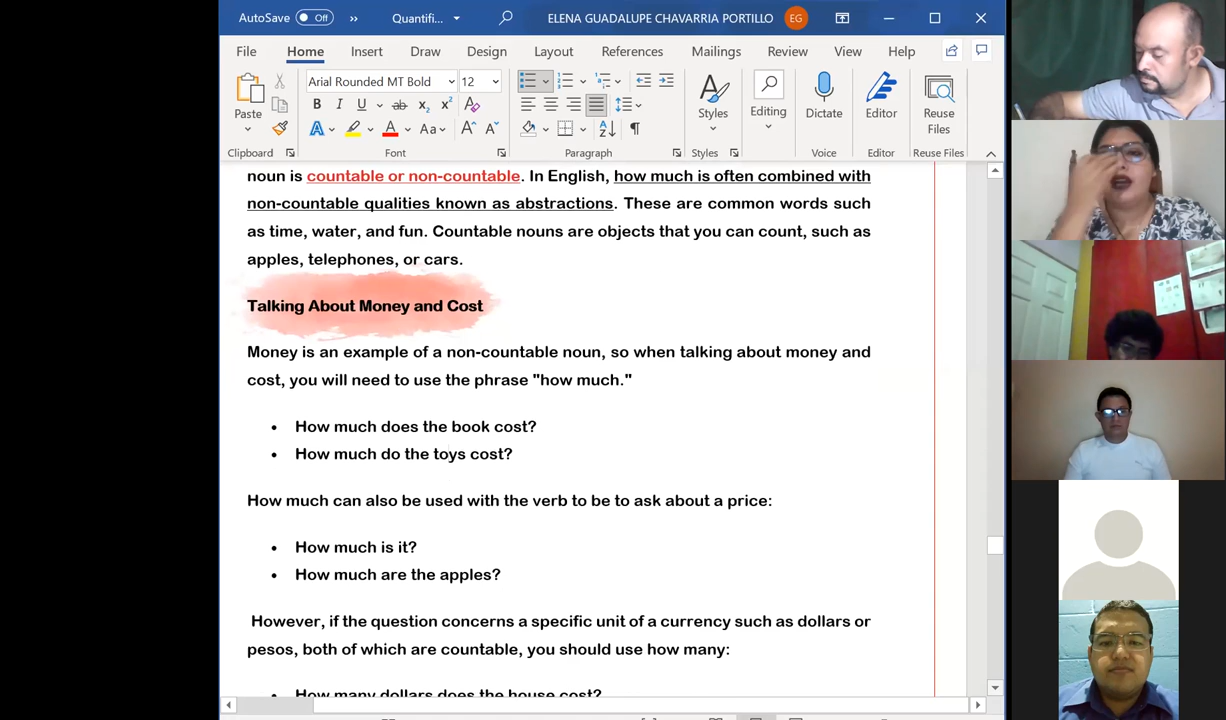 AutoSave Off Quantifi... ELENA GUADALUPE CHAVARRIA PORTILLO EG
File Home Insert Draw Design Layout References Mailings Review View Help
Arial Rounded MT Bold 12
Paste Styles Editing Dictate Editor Reuse Files
B I U ab x₂ x² A
A A Aa A A
Clipboard Font Paragraph Styles Voice Editor Reuse Files
noun is countable or non-countable. In English, how much is often combined with
non-countable qualities known as abstractions. These are common words such
as time, water, and fun. Countable nouns are objects that you can count, such as
apples, telephones, or cars.
Talking About Money and Cost
Money is an example of a non-countable noun, so when talking about money and
cost, you will need to use the phrase "how much."
• How much does the book cost?
• How much do the toys cost?
How much can also be used with the verb to be to ask about a price:
• How much is it?
• How much are the apples?
However, if the question concerns a specific unit of a currency such as dollars or
pesos, both of which are countable, you should use how many:
• How many dollars does the house cost?